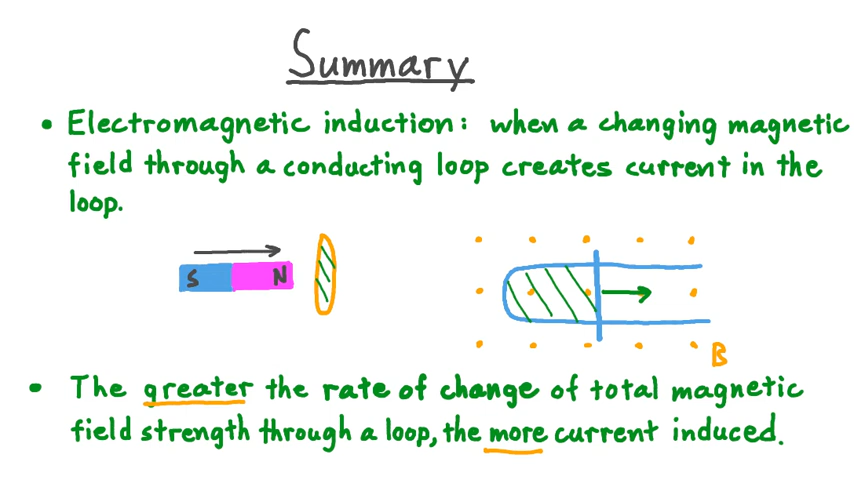 Summary
• Electromagnetic induction: when a changing magnetic
field through a conducting loop creates current in the
loop.
S N
B
• The greater the rate of change of total magnetic
field strength through a loop, the more current induced.